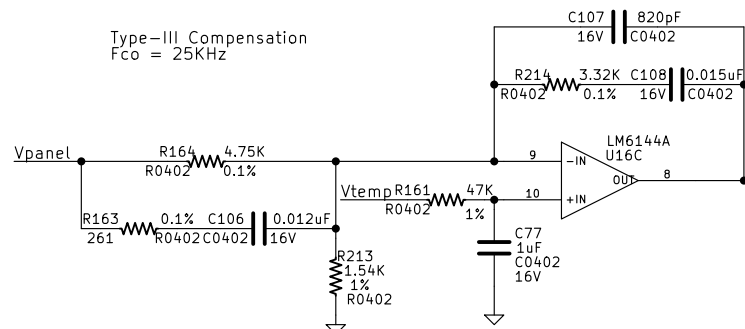 Type-III Compensation
Fco = 25KHz
C107 820pF
16V C0402
R214 3.32K C108 0.015uF
R0402 0.1% 16V C0402
LM6144A
U16C
9 -IN
OUT 8
10 +IN
Vpanel
R164 4.75K
R0402 0.1%
Vtemp R161 47K
R0402 1%
R163 0.1% C106 0.012uF
261 R0402 C0402 16V
C77
1uF
C0402
16V
R213
1.54K
1%
R0402